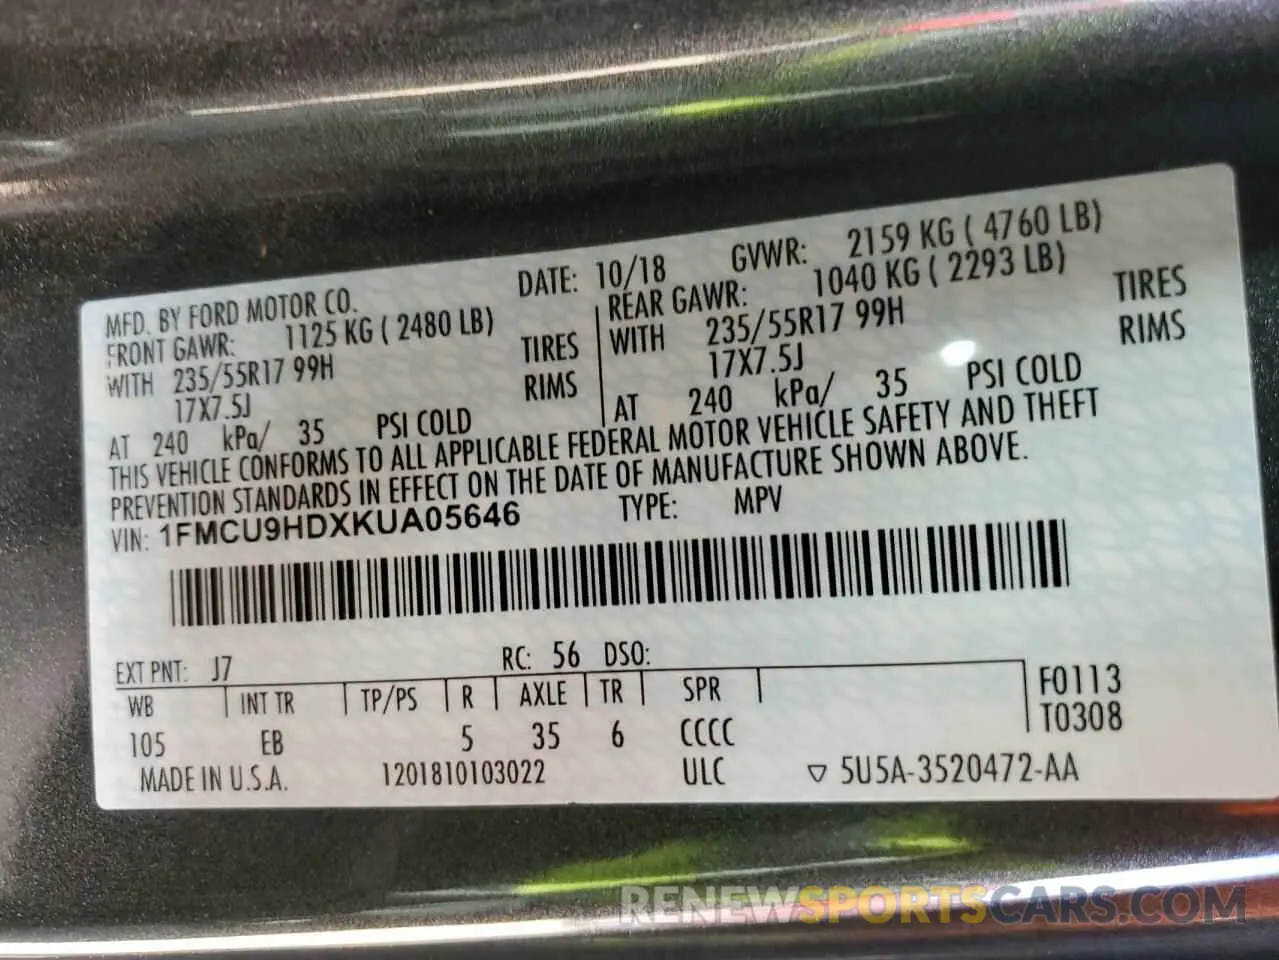 MFD. BY FORD MOTOR CO. DATE: 10/18 GVWR: 2159 KG ( 4760 LB)
FRONT GAWR: 1125 KG ( 2480 LB) REAR GAWR: 1040 KG ( 2293 LB)
WITH 235/55R17 99H TIRES WITH 235/55R17 99H TIRES
17X7.5J RIMS 17X7.5J RIMS
AT 240 kPa/ 35 PSI COLD AT 240 kPa/ 35 PSI COLD
THIS VEHICLE CONFORMS TO ALL APPLICABLE FEDERAL MOTOR VEHICLE SAFETY AND THEFT
PREVENTION STANDARDS IN EFFECT ON THE DATE OF MANUFACTURE SHOWN ABOVE.
VIN: 1FMCU9HDXKUA05646 TYPE: MPV
EXT PNT: J7 RC: 56 DSO:
WB INT TR TP/PS R AXLE TR SPR F0113
105 EB 5 35 6 CCCC T0308
MADE IN U.S.A. 1201810103022 ULC ▽ 5U5A-3520472-AA
RENEWSPORTSCARS.COM